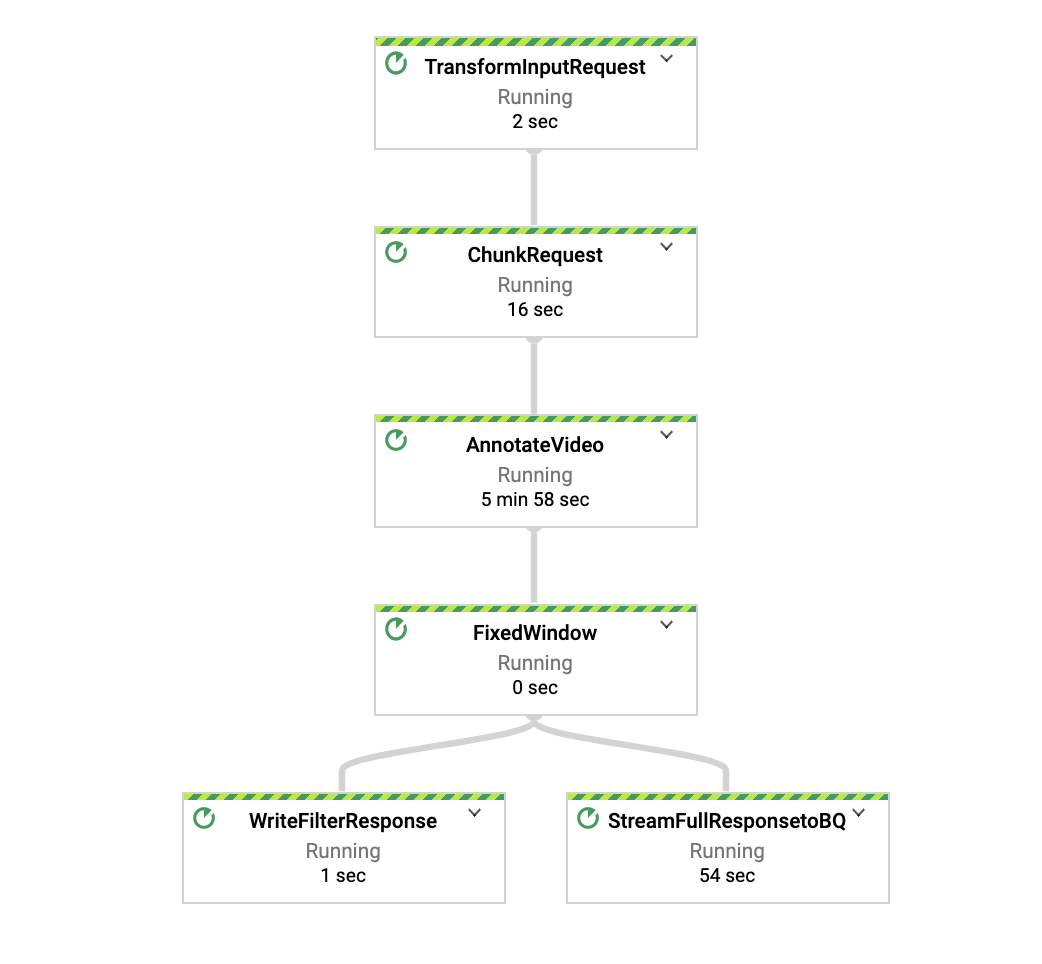 TransformInputRequest
Running
2 sec
ChunkRequest
Running
16 sec
AnnotateVideo
Running
5 min 58 sec
FixedWindow
Running
0 sec
WriteFilterResponse
Running
1 sec
StreamFullResponsetoBQ
Running
54 sec